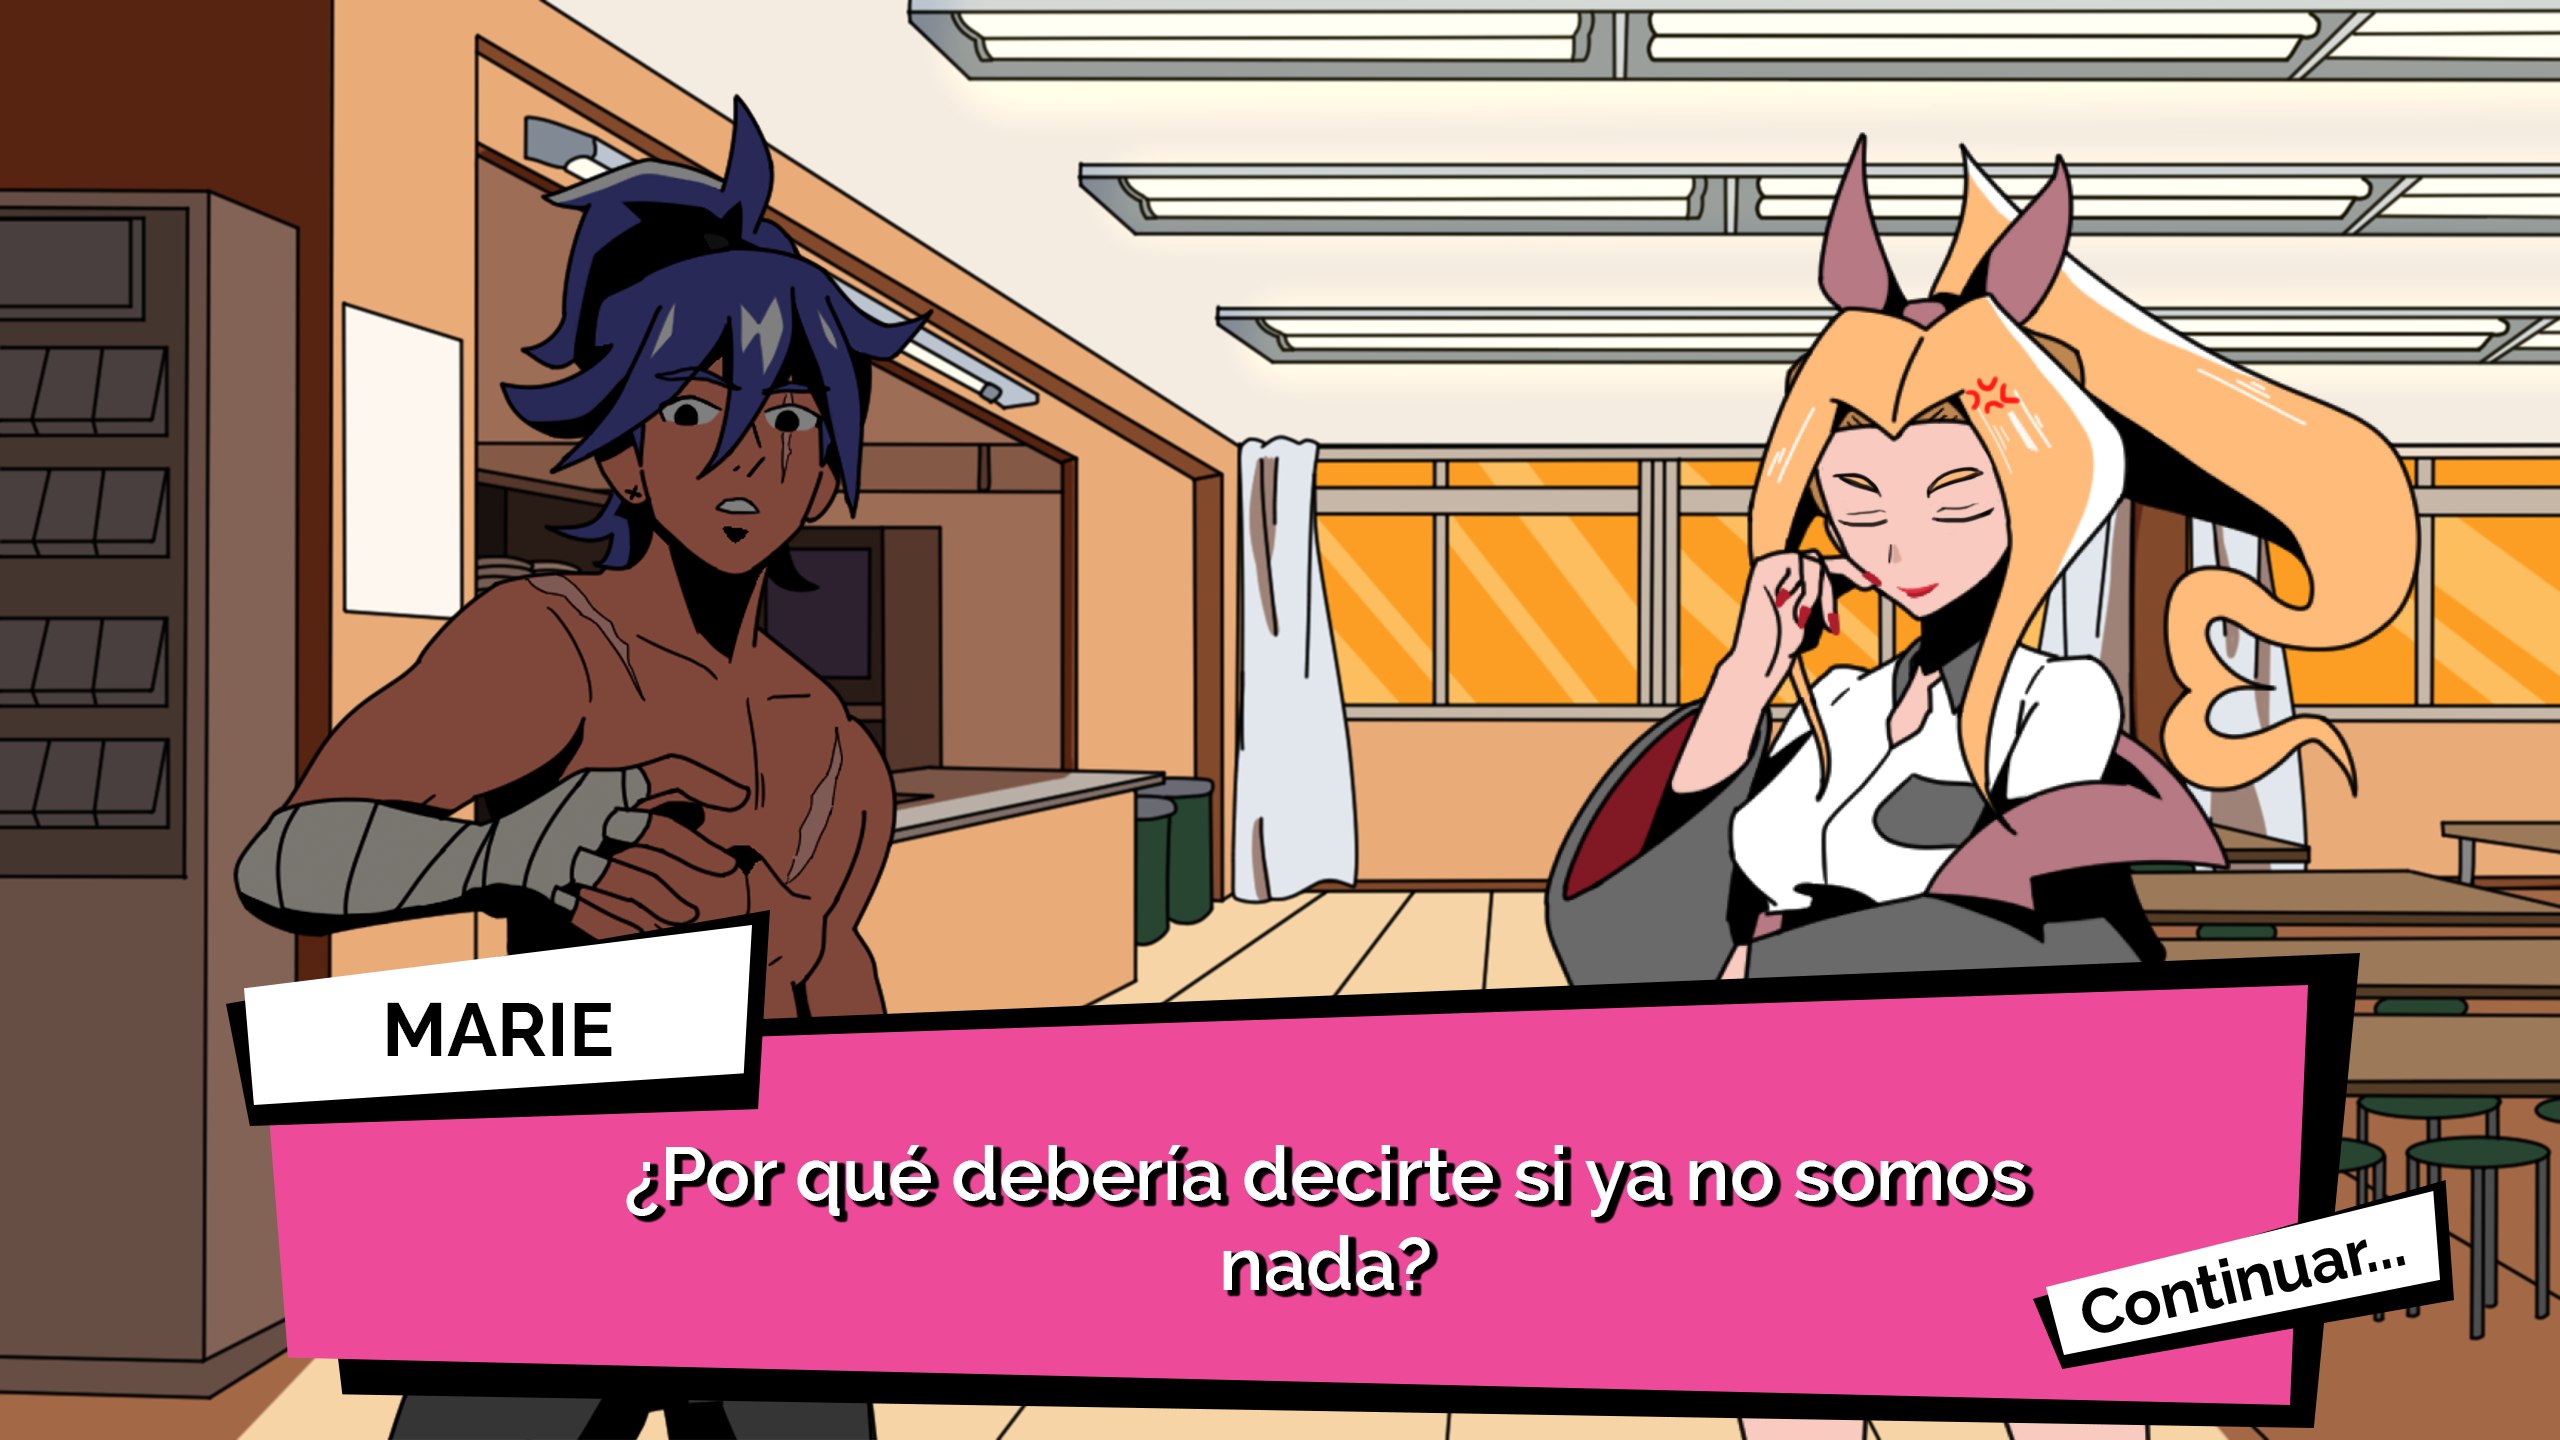 MARIE
¿Por qué debería decirte si ya no somos
nada?
Continuar...